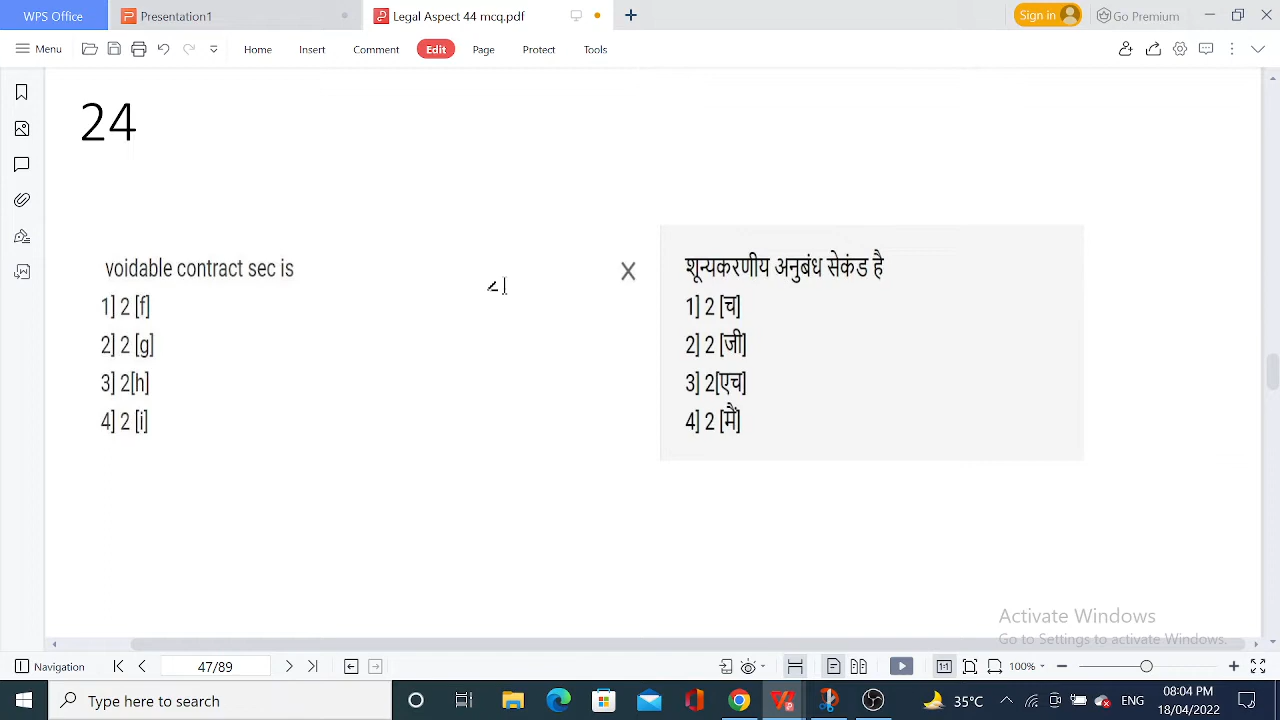 WPS Office
Presentation1
Legal Aspect 44 mcq.pdf
Sign in
Go Premium
Menu
Home
Insert
Comment
Edit
Page
Protect
Tools
24
voidable contract sec is
1] 2 [f]
2] 2 [g]
3] 2[h]
4] 2 [i]
X
शून्यकरणीय अनुबंध सेकंड है
1] 2 [च]
2] 2 [जी]
3] 2[एच]
4] 2 [मैं]
Activate Windows
Go to Settings to activate Windows.
Navigation
47/89
100%
Type here to search
35°C
ENG
08:04 PM
18/04/2022